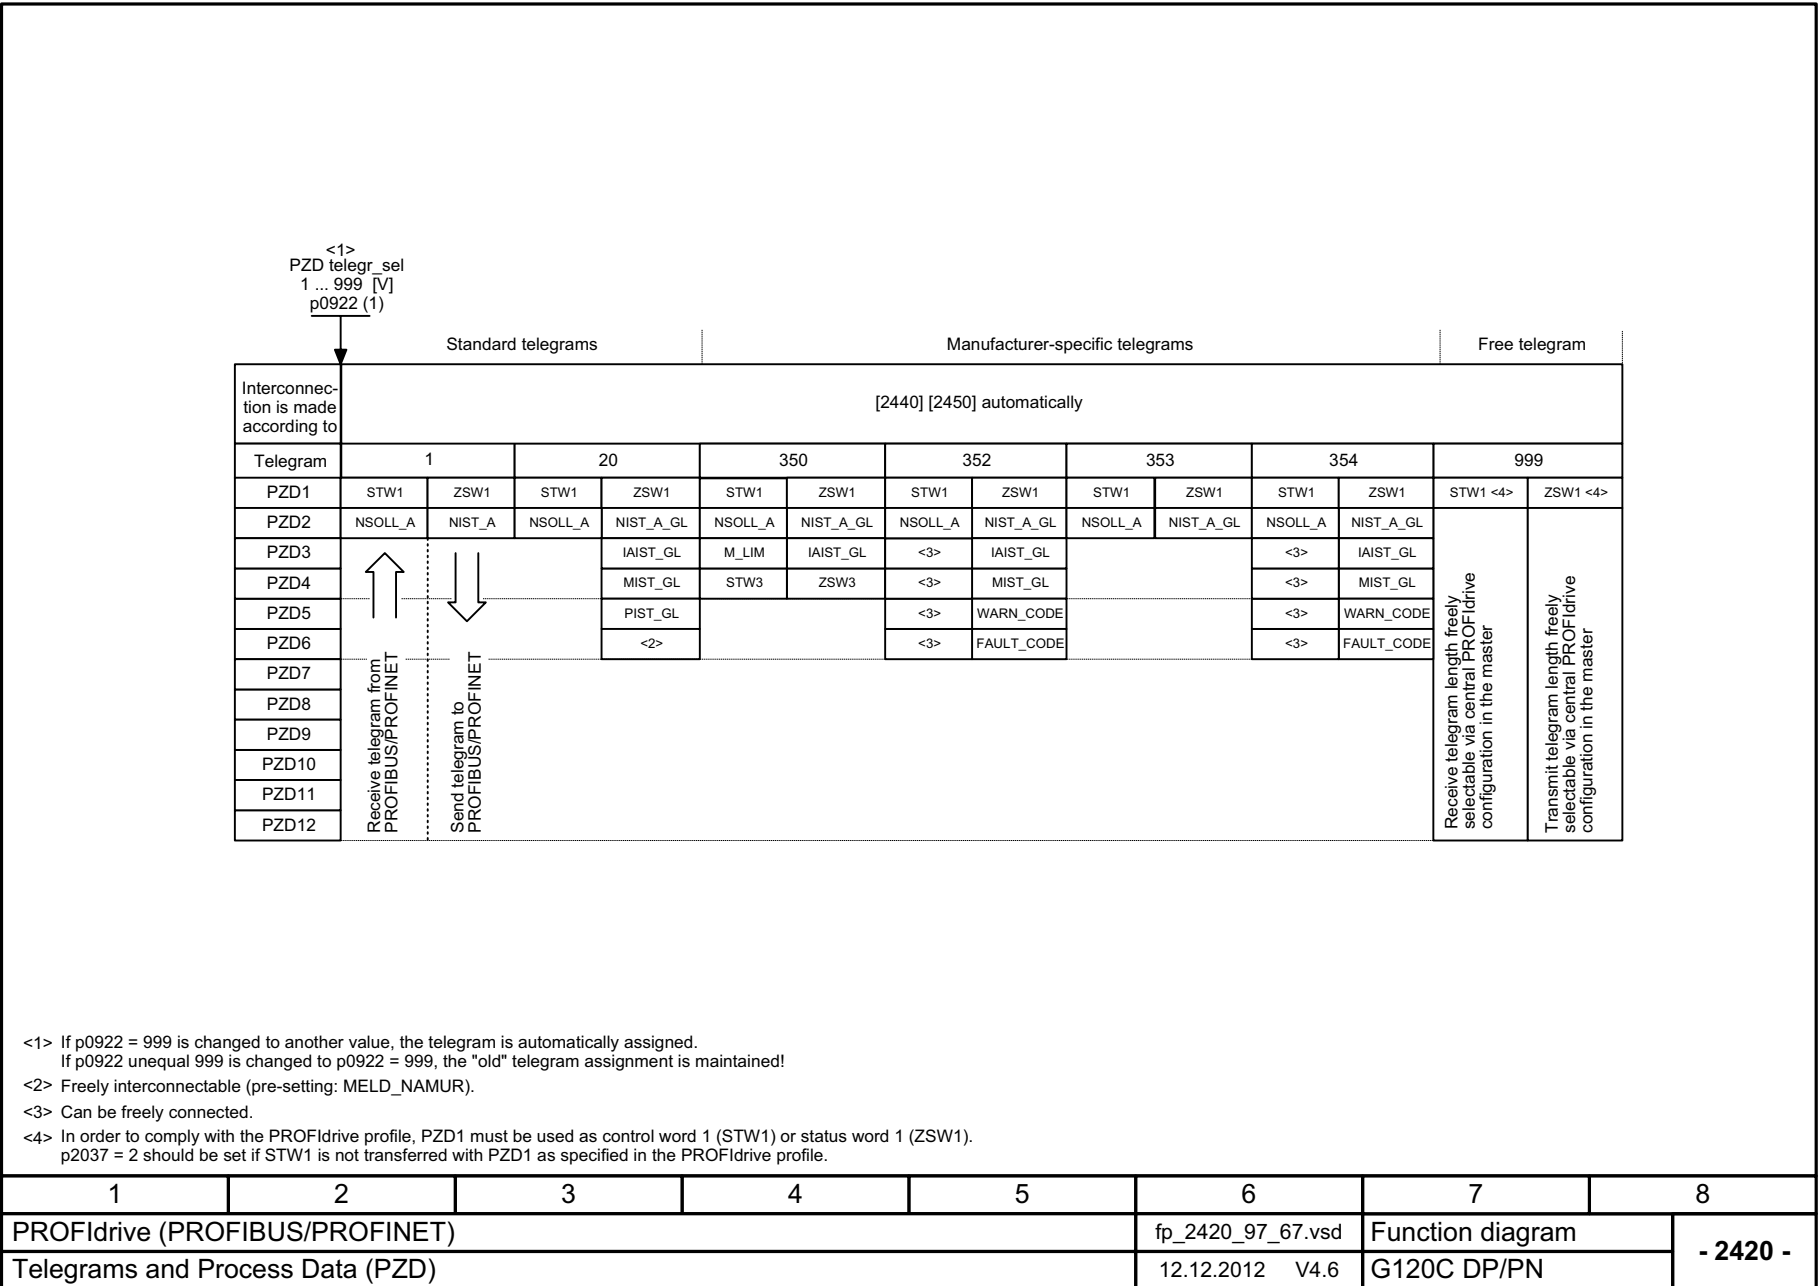 <1>
PZD telegr_sel
1 ... 999 [V]
p0922 (1)
Standard telegrams Manufacturer-specific telegrams Free telegram
Interconnec-
tion is made
according to
[2440] [2450] automatically
Telegram 1 20 350 352 353 354 999
PZD1 STW1 ZSW1 STW1 ZSW1 STW1 ZSW1 STW1 ZSW1 STW1 ZSW1 STW1 ZSW1 STW1 <4> ZSW1 <4>
PZD2 NSOLL_A NIST_A NSOLL_A NIST_A_GL NSOLL_A NIST_A_GL NSOLL_A NIST_A_GL NSOLL_A NIST_A_GL NSOLL_A NIST_A_GL
PZD3 IAIST_GL M_LIM IAIST_GL <3> IAIST_GL <3> IAIST_GL
PZD4 MIST_GL STW3 ZSW3 <3> MIST_GL <3> MIST_GL
PZD5 PIST_GL <3> WARN_CODE <3> WARN_CODE
PZD6 <2> <3> FAULT_CODE <3> FAULT_CODE
PZD7
PZD8
PZD9
PZD10
PZD11
PZD12
Receive telegram from
PROFIBUS/PROFINET
Send telegram to
PROFIBUS/PROFINET
Receive telegram length freely
selectable via central PROFIdrive
configuration in the master
Transmit telegram length freely
selectable via central PROFIdrive
configuration in the master
<1> If p0922 = 999 is changed to another value, the telegram is automatically assigned.
If p0922 unequal 999 is changed to p0922 = 999, the "old" telegram assignment is maintained!
<2> Freely interconnectable (pre-setting: MELD_NAMUR).
<3> Can be freely connected.
<4> In order to comply with the PROFIdrive profile, PZD1 must be used as control word 1 (STW1) or status word 1 (ZSW1).
p2037 = 2 should be set if STW1 is not transferred with PZD1 as specified in the PROFIdrive profile.
1 2 3 4 5 6 7 8
PROFIdrive (PROFIBUS/PROFINET) fp_2420_97_67.vsd Function diagram
- 2420 -
Telegrams and Process Data (PZD) 12.12.2012 V4.6 G120C DP/PN